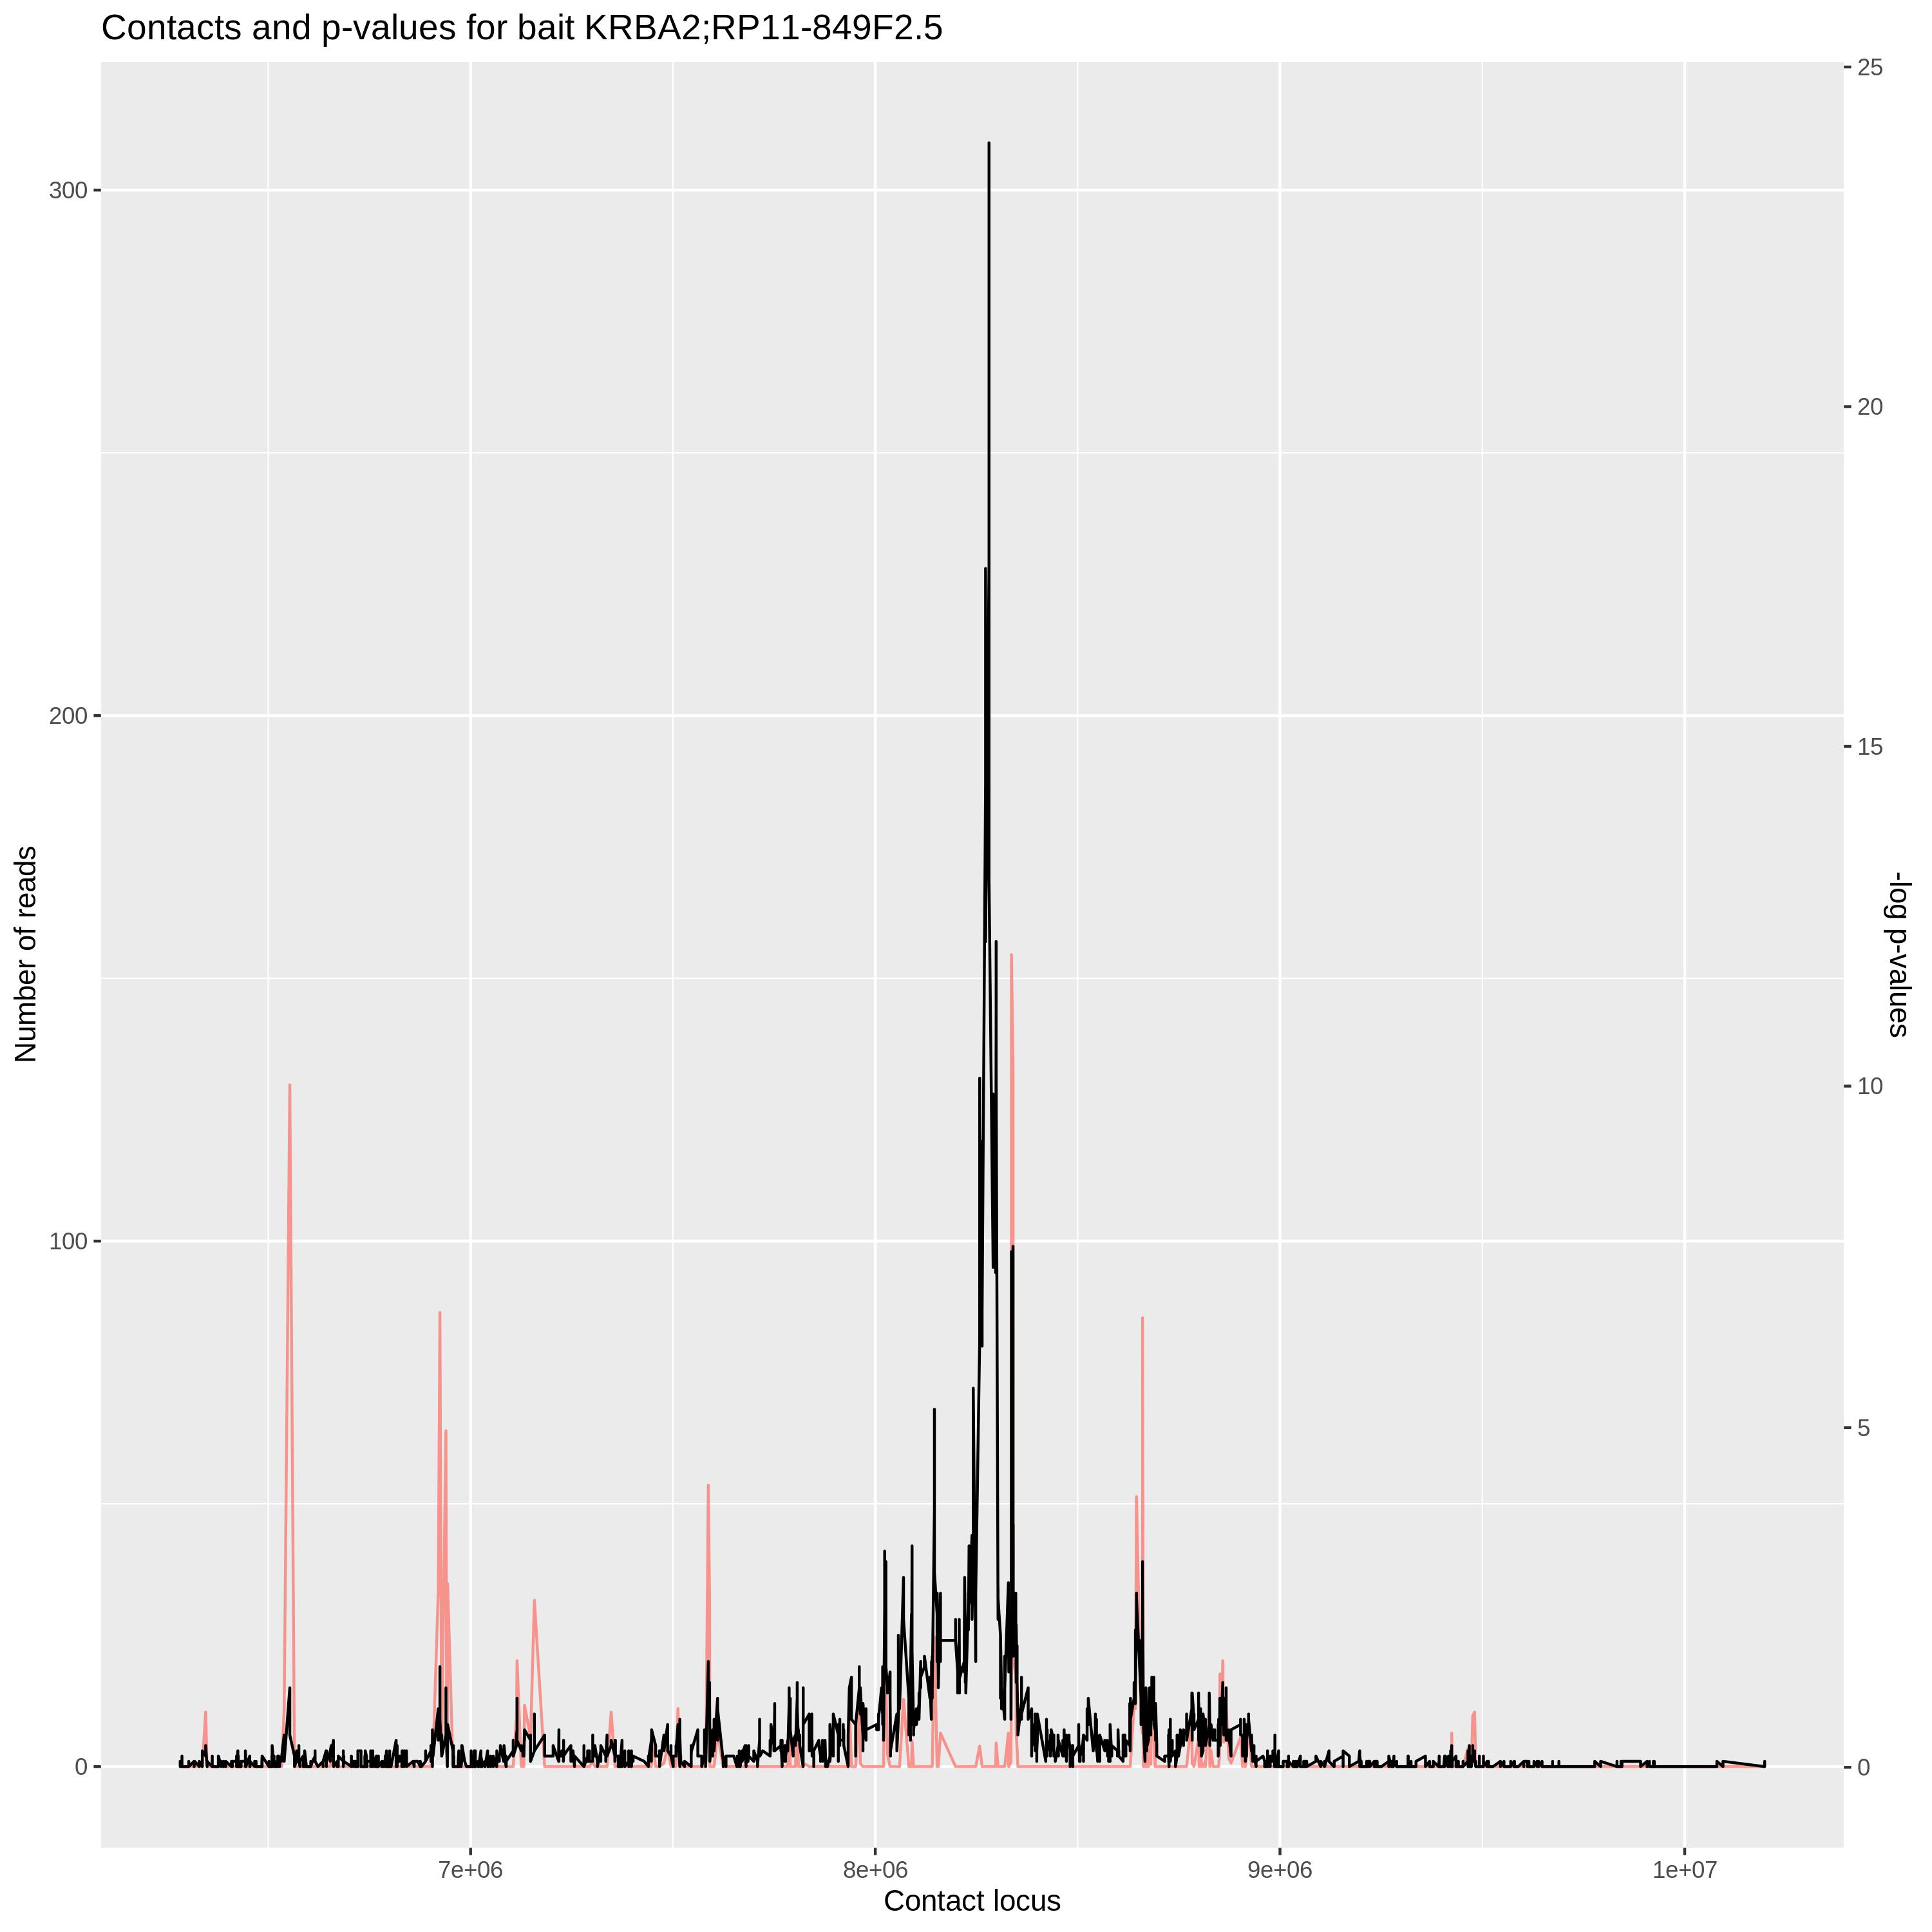 Contacts and p-values for bait KRBA2;RP11-849F2.5
300
200
100
0
Number of reads
25
20
15
10
5
0
-log p-values
7e+06
8e+06
9e+06
1e+07
Contact locus